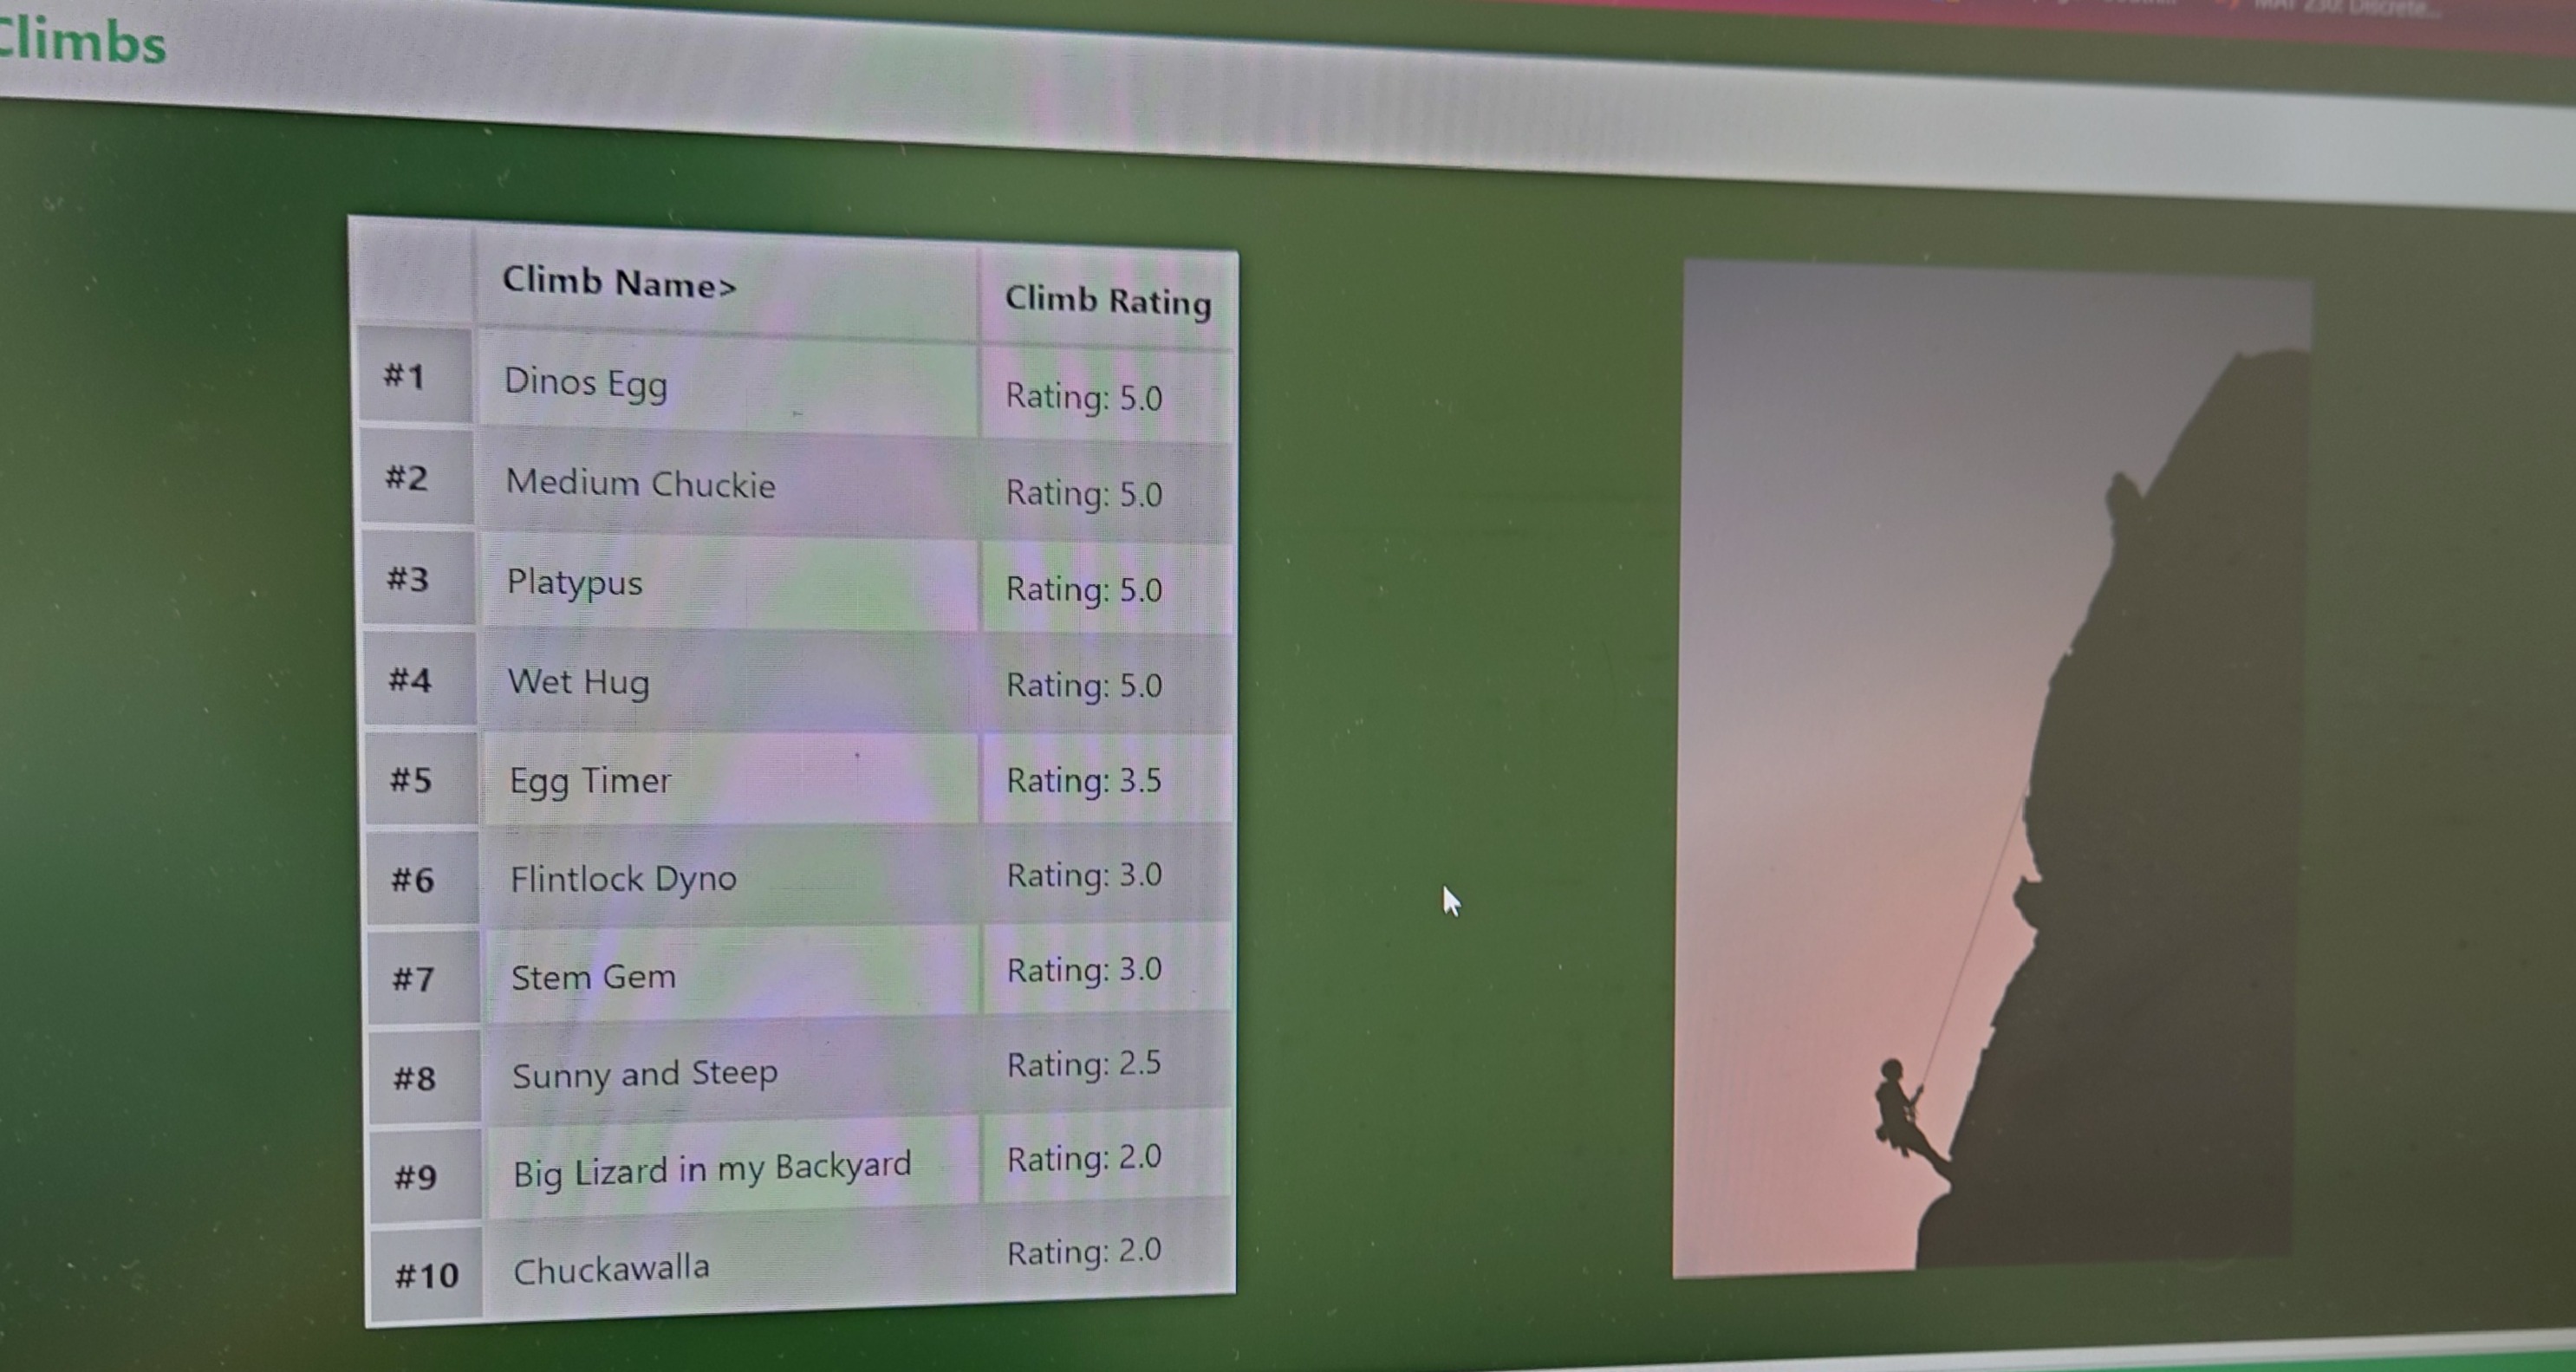 Climbs
Climb Name> Climb Rating
#1 Dinos Egg Rating: 5.0
#2 Medium Chuckie Rating: 5.0
#3 Platypus Rating: 5.0
#4 Wet Hug Rating: 5.0
#5 Egg Timer Rating: 3.5
#6 Flintlock Dyno Rating: 3.0
#7 Stem Gem Rating: 3.0
#8 Sunny and Steep Rating: 2.5
#9 Big Lizard in my Backyard Rating: 2.0
#10 Chuckawalla Rating: 2.0